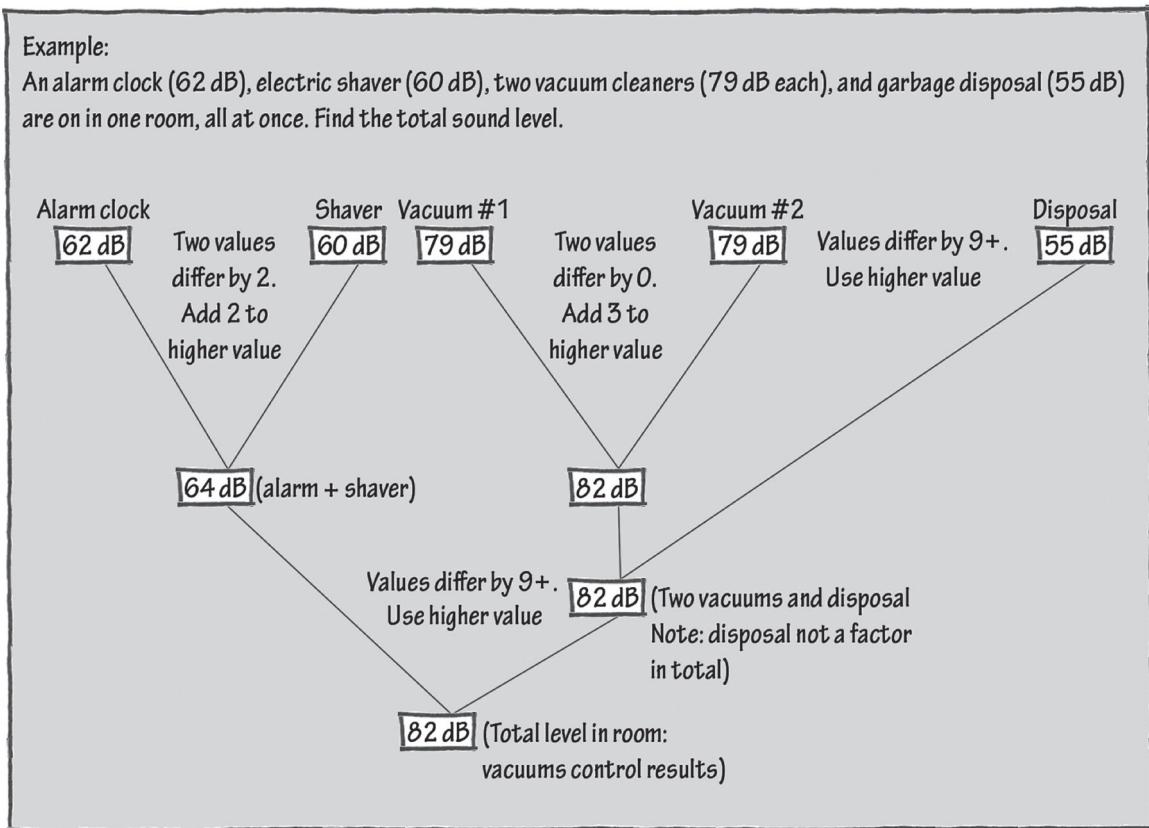 Example:
An alarm clock (62 dB), electric shaver (60 dB), two vacuum cleaners (79 dB each), and garbage disposal (55 dB)
are on in one room, all at once. Find the total sound level.
Alarm clock
62 dB
Two values
differ by 2.
Add 2 to
higher value
Shaver
60 dB
Vacuum #1
79 dB
Two values
differ by 0.
Add 3 to
higher value
Vacuum #2
79 dB
Values differ by 9+.
Use higher value
Disposal
55 dB
64 dB (alarm + shaver)
82 dB
Values differ by 9+.
Use higher value
82 dB (Two vacuums and disposal
Note: disposal not a factor
in total)
82 dB (Total level in room:
vacuums control results)